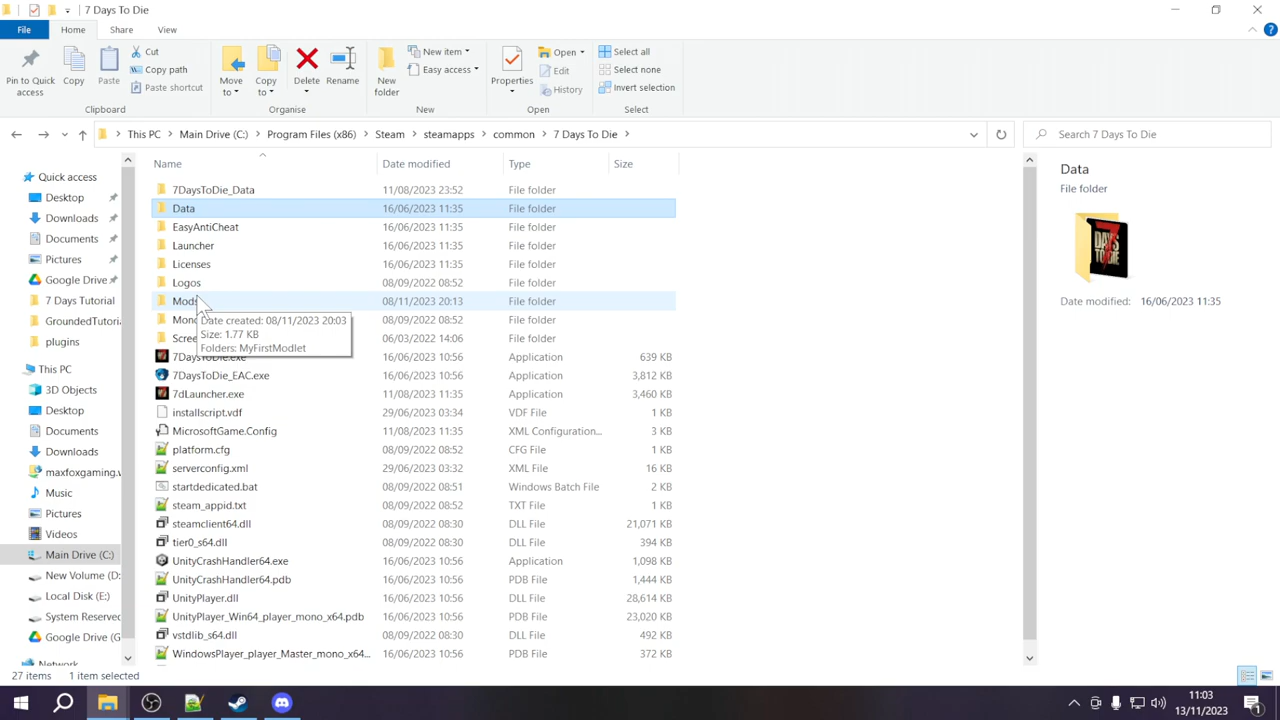 7 Days To Die
File Home Share View
Pin to Quick access
Copy
Paste
Cut
Copy path
Paste shortcut
Clipboard
Move to
Copy to
Delete
Rename
Organise
New folder
New item
Easy access
New
Properties
Open
Edit
History
Open
Select all
Select none
Invert selection
Select
This PC > Main Drive (C:) > Program Files (x86) > Steam > steamapps > common > 7 Days To Die >
Search 7 Days To Die
Quick access
Desktop
Downloads
Documents
Pictures
Google Drive
7 Days Tutorial
GroundedTutori
plugins
This PC
3D Objects
Desktop
Documents
Downloads
maxfoxgaming.w
Music
Pictures
Videos
Main Drive (C:)
New Volume (D:
Local Disk (E:)
System Reserved
Google Drive (G
Network
Name Date modified Type Size
7DaysToDie_Data 11/08/2023 23:52 File folder
Data 16/06/2023 11:35 File folder
EasyAntiCheat 16/06/2023 11:35 File folder
Launcher 16/06/2023 11:35 File folder
Licenses 16/06/2023 11:35 File folder
Logos 08/09/2022 08:52 File folder
Mods 08/11/2023 20:13 File folder
Mono 08/09/2022 08:52 File folder
Scree 06/03/2022 14:06 File folder
Date created: 08/11/2023 20:03
Size: 1.77 KB
Folders: MyFirstModlet
7DaysToDie.exe 16/06/2023 10:56 Application 639 KB
7DaysToDie_EAC.exe 16/06/2023 10:56 Application 3,812 KB
7dLauncher.exe 11/08/2023 11:35 Application 3,460 KB
installscript.vdf 29/06/2023 03:34 VDF File 1 KB
MicrosoftGame.Config 11/08/2023 11:35 XML Configuration... 3 KB
platform.cfg 08/09/2022 08:52 CFG File 1 KB
serverconfig.xml 29/06/2023 03:32 XML File 16 KB
startdedicated.bat 08/09/2022 08:51 Windows Batch File 2 KB
steam_appid.txt 08/09/2022 08:52 TXT File 1 KB
steamclient64.dll 08/09/2022 08:30 DLL File 21,071 KB
tier0_s64.dll 08/09/2022 08:30 DLL File 394 KB
UnityCrashHandler64.exe 16/06/2023 10:56 Application 1,098 KB
UnityCrashHandler64.pdb 16/06/2023 10:56 PDB File 1,444 KB
UnityPlayer.dll 16/06/2023 10:56 DLL File 28,614 KB
UnityPlayer_Win64_player_mono_x64.pdb 16/06/2023 10:56 PDB File 23,020 KB
vstdlib_s64.dll 08/09/2022 08:30 DLL File 492 KB
WindowsPlayer_player_Master_mono_x64... 16/06/2023 10:56 PDB File 372 KB
Data
File folder
7 DAYS TO DIE
Date modified: 16/06/2023 11:35
27 items 1 item selected
11:03
13/11/2023
1